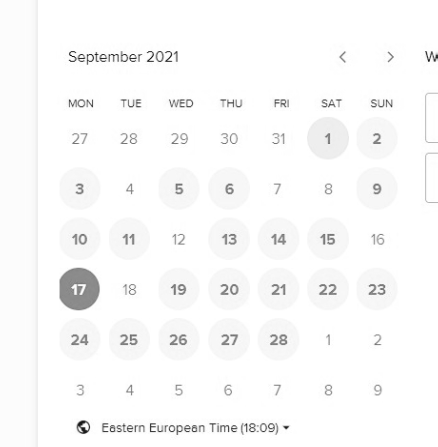 September 2021 < >
MON TUE WED THU FRI SAT SUN
27 28 29 30 31 1 2
3 4 5 6 7 8 9
10 11 12 13 14 15 16
17 18 19 20 21 22 23
24 25 26 27 28 1 2
3 4 5 6 7 8 9
Eastern European Time (18:09)